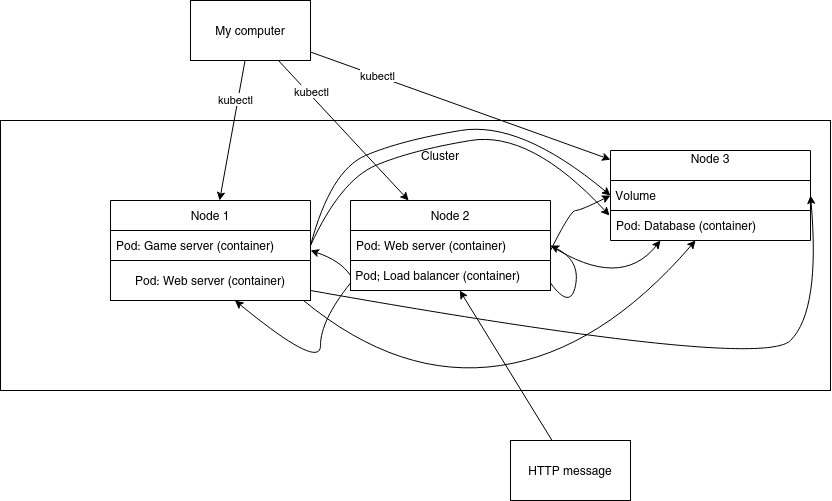 My computer
kubectl
kubectl
kubectl
Cluster
Node 1
Pod: Game server (container)
Pod: Web server (container)
Node 2
Pod: Web server (container)
Pod; Load balancer (container)
Node 3
Volume
Pod: Database (container)
HTTP message